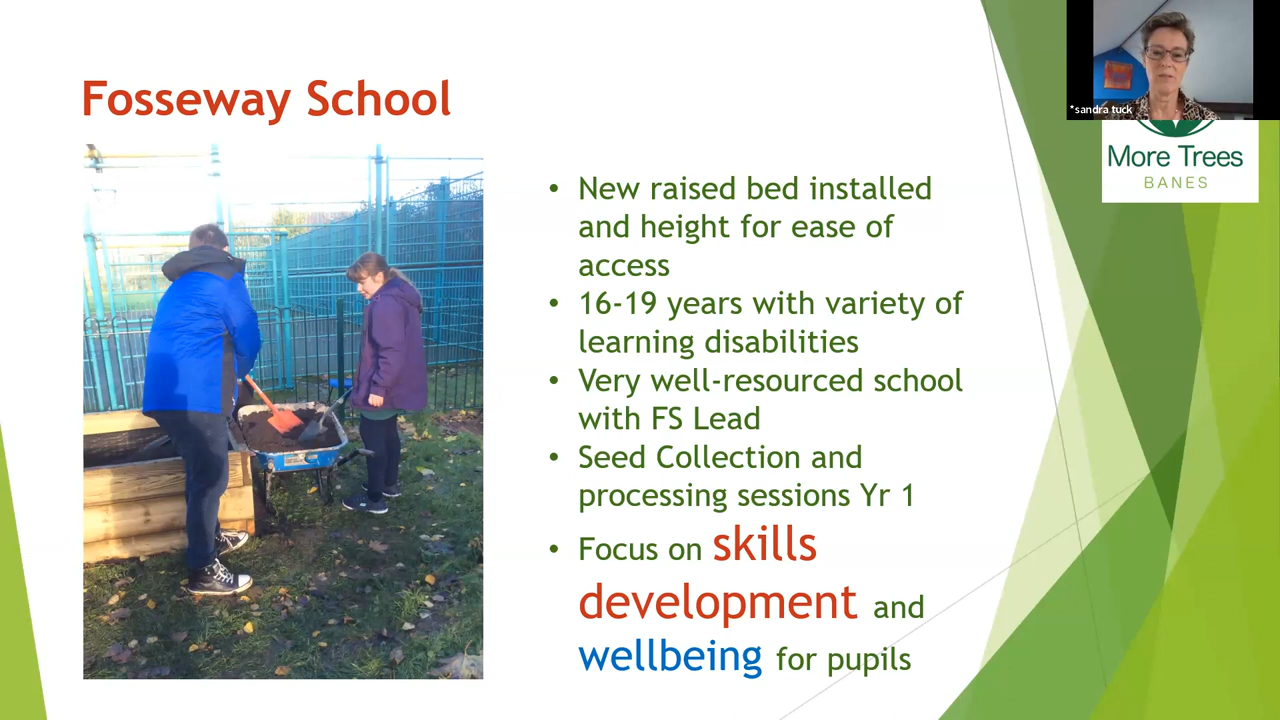 Fosseway School
*sandra tuck
More Trees
BANES
• New raised bed installed
and height for ease of
access
• 16-19 years with variety of
learning disabilities
• Very well-resourced school
with FS Lead
• Seed Collection and
processing sessions Yr 1
• Focus on skills
development and
wellbeing for pupils